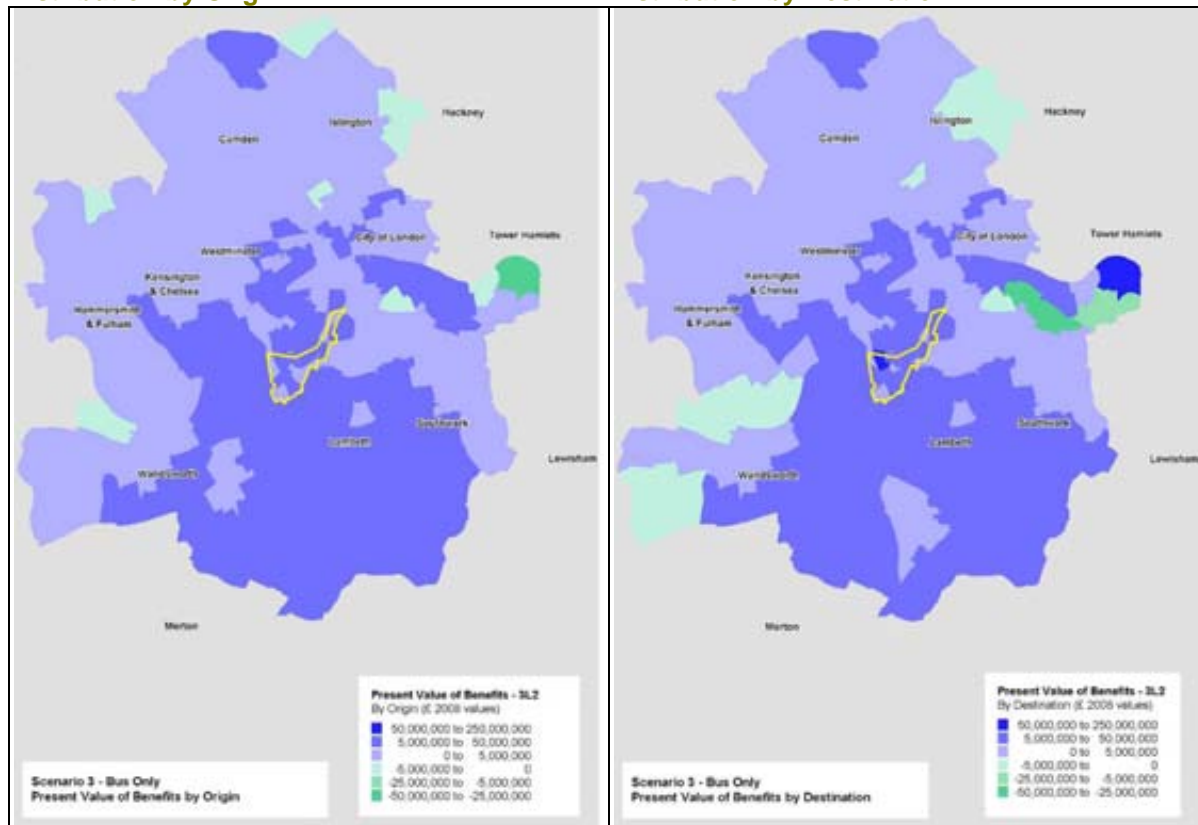 Hackney
Islington
Camden
Westminster
City of London
Tower Hamlets
Kensington
& Chelsea
Hammersmith
& Fulham
Lambeth
Southwark
Wandsworth
Lewisham
Merton
Present Value of Benefits - 3L2
By Origin (£ 2008 values)
50,000,000 to 250,000,000
5,000,000 to 50,000,000
0 to 5,000,000
-5,000,000 to 0
-25,000,000 to -5,000,000
-50,000,000 to -25,000,000
Scenario 3 - Bus Only
Present Value of Benefits by Origin
Hackney
Islington
Camden
Westminster
City of London
Tower Hamlets
Kensington
& Chelsea
Hammersmith
& Fulham
Lambeth
Southwark
Wandsworth
Lewisham
Merton
Present Value of Benefits - 3L2
By Destination (£ 2008 values)
50,000,000 to 250,000,000
5,000,000 to 50,000,000
0 to 5,000,000
-5,000,000 to 0
-25,000,000 to -5,000,000
-50,000,000 to -25,000,000
Scenario 3 - Bus Only
Present Value of Benefits by Destination